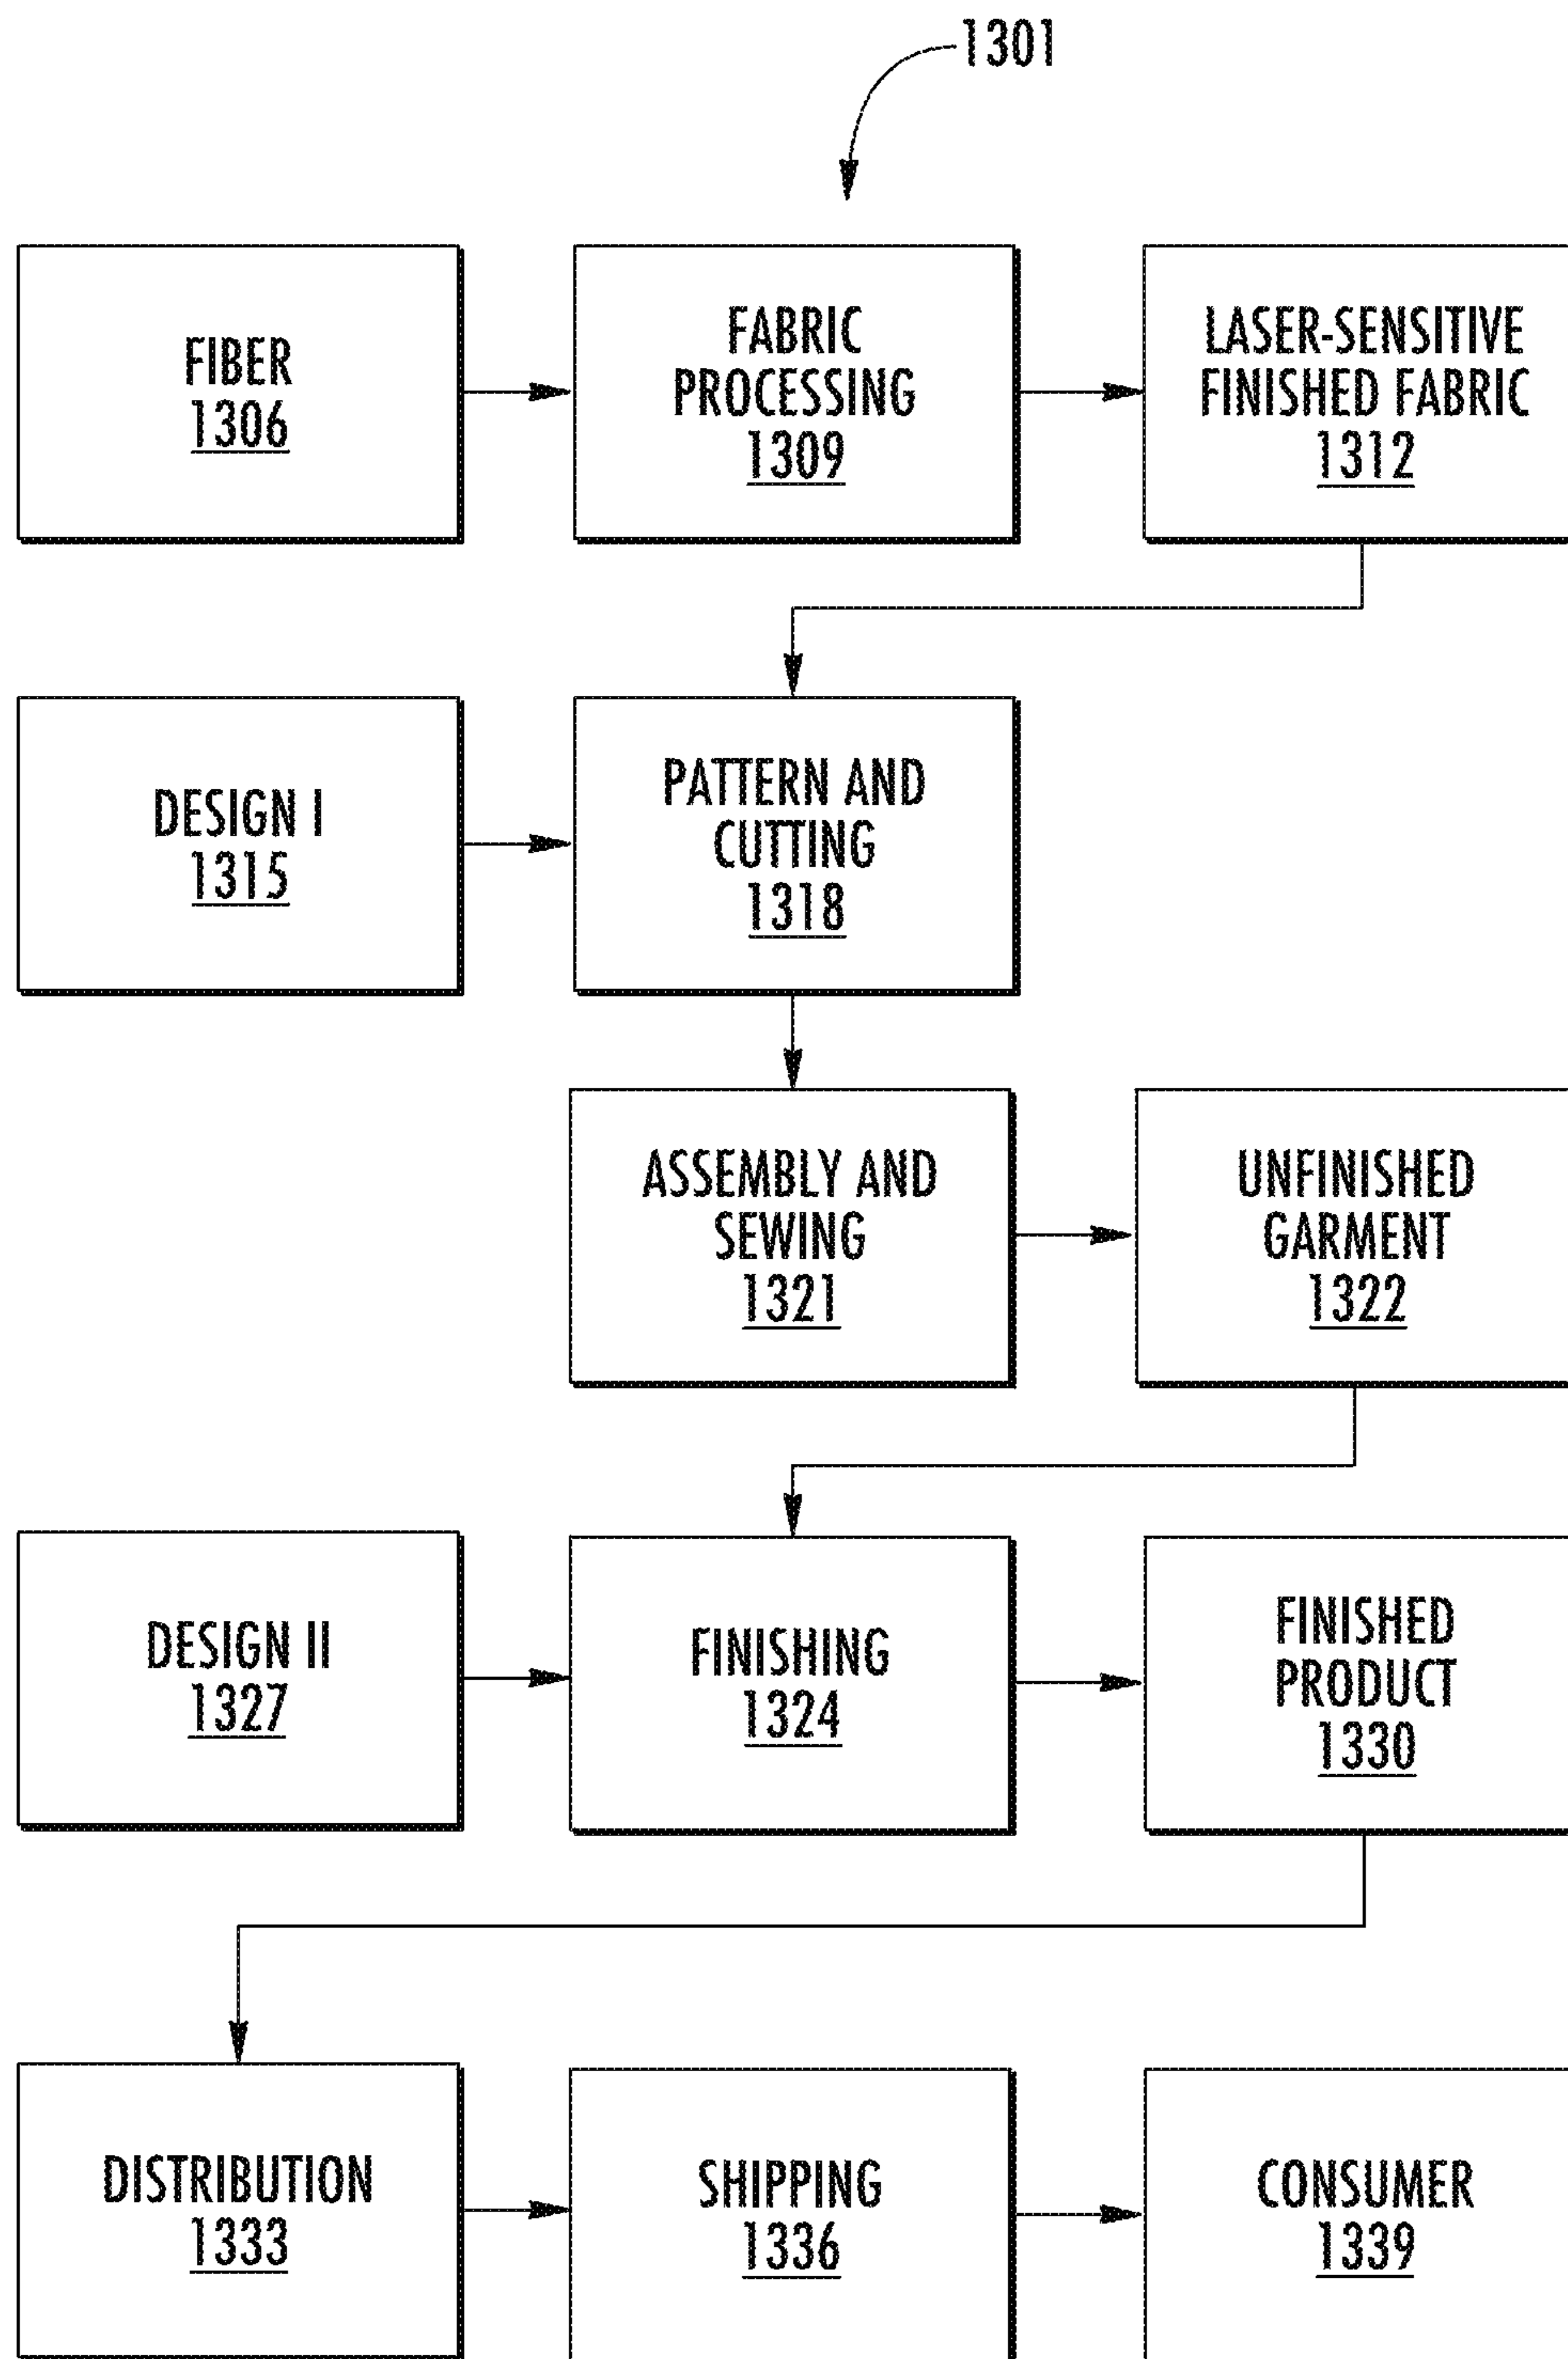 1301
FIBER
1306
FABRIC
PROCESSING
1309
LASER-SENSITIVE
FINISHED FABRIC
1312
DESIGN I
1315
PATTERN AND
CUTTING
1318
ASSEMBLY AND
SEWING
1321
UNFINISHED
GARMENT
1322
DESIGN II
1327
FINISHING
1324
FINISHED
PRODUCT
1330
DISTRIBUTION
1333
SHIPPING
1336
CONSUMER
1339